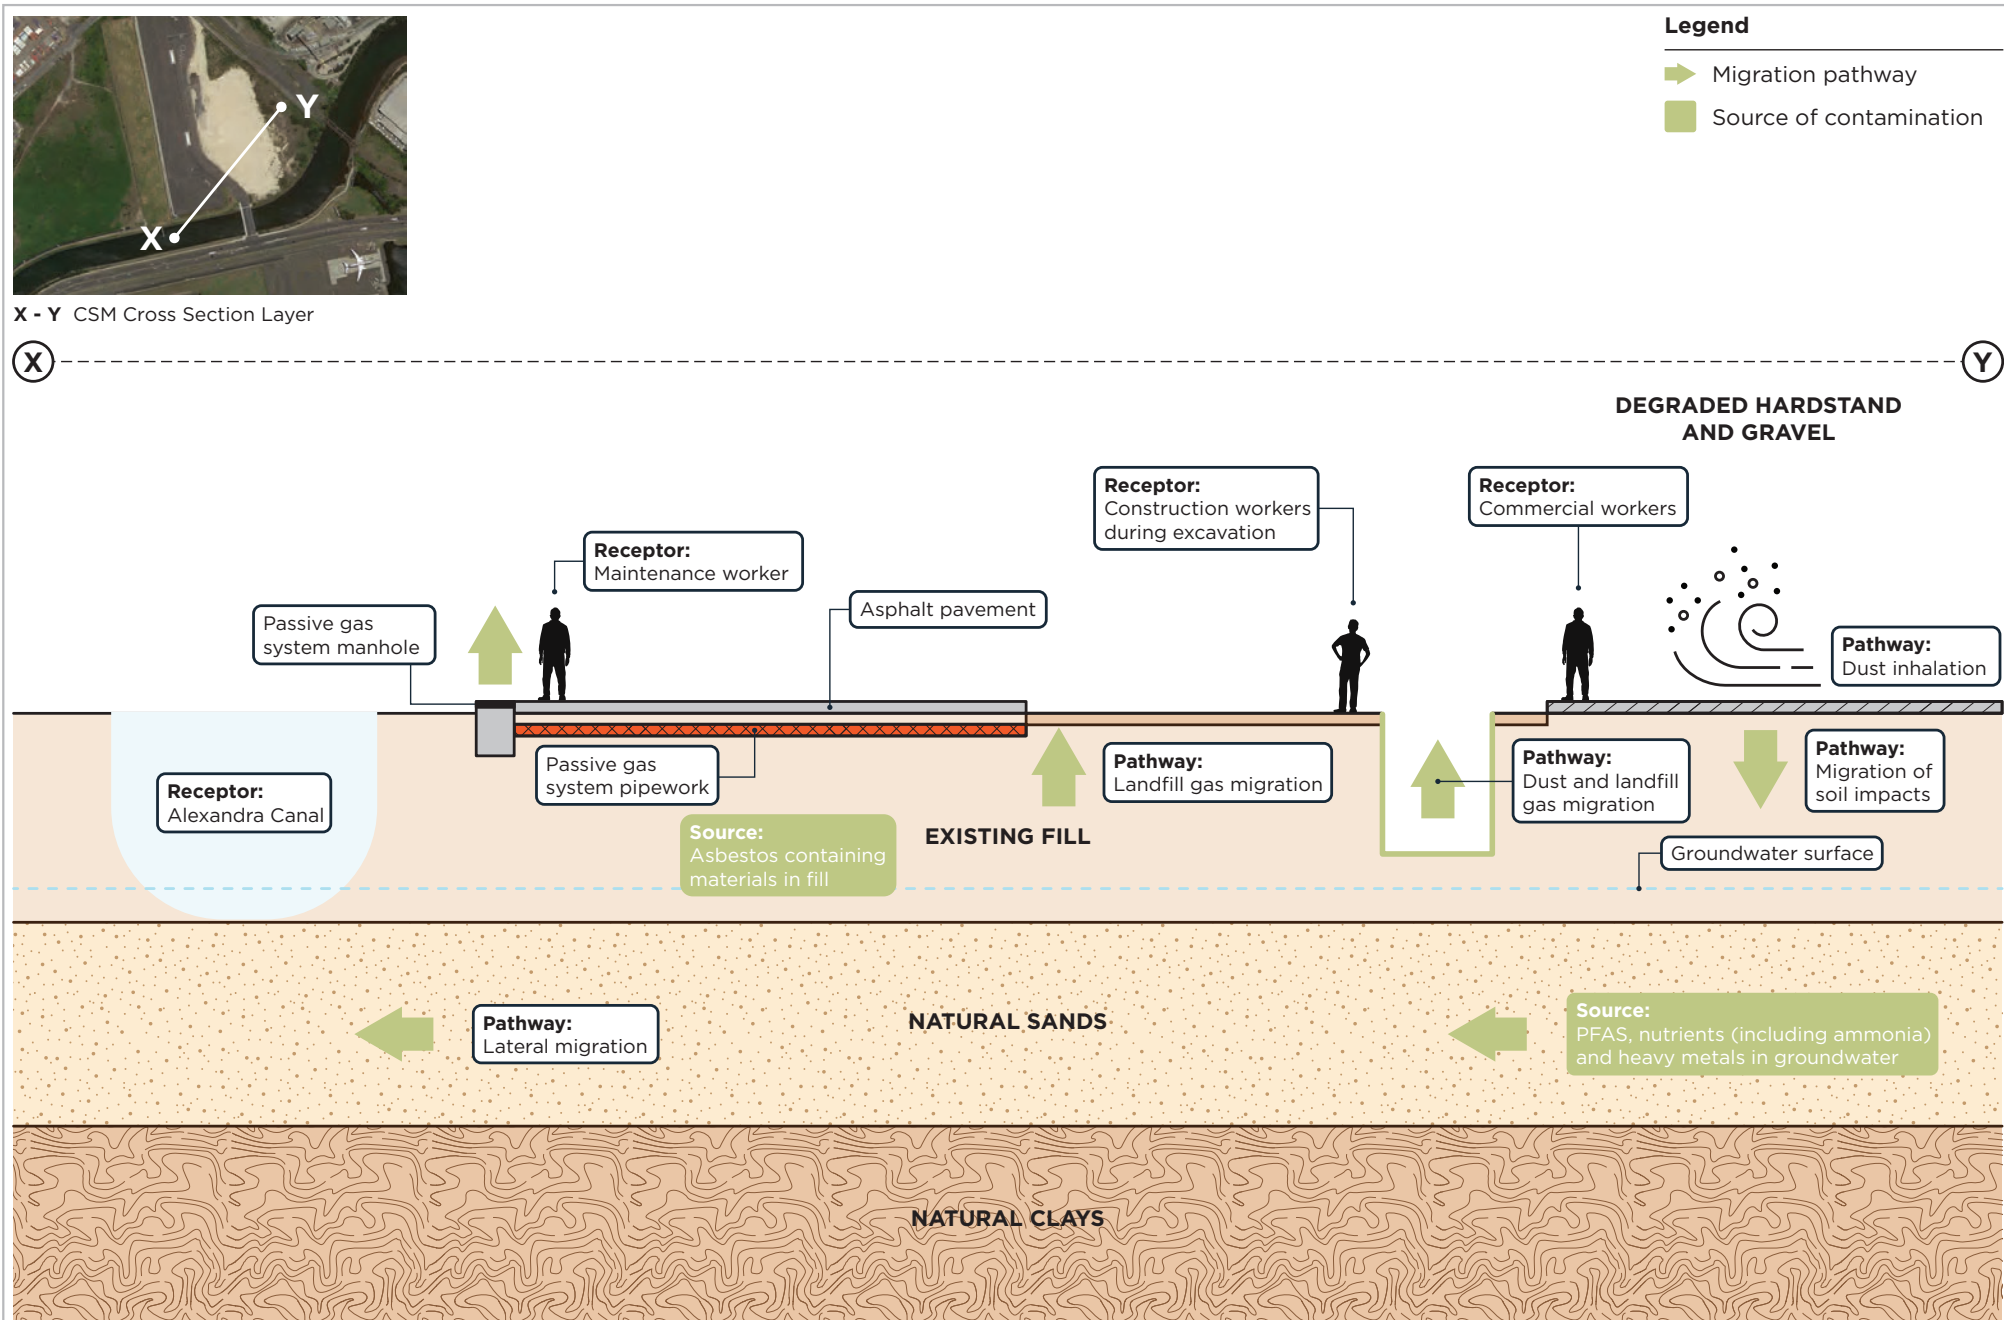 Legend
Migration pathway
Source of contamination
Y
X
X - Y CSM Cross Section Layer
X
Y
DEGRADED HARDSTAND
AND GRAVEL
Receptor:
Construction workers
during excavation
Receptor:
Commercial workers
Receptor:
Maintenance worker
Passive gas
system manhole
Asphalt pavement
Pathway:
Dust inhalation
Receptor:
Alexandra Canal
Passive gas
system pipework
Pathway:
Landfill gas migration
Pathway:
Dust and landfill
gas migration
Pathway:
Migration of
soil impacts
Source:
Asbestos containing
materials in fill
EXISTING FILL
Groundwater surface
Pathway:
Lateral migration
NATURAL SANDS
Source:
PFAS, nutrients (including ammonia)
and heavy metals in groundwater
NATURAL CLAYS